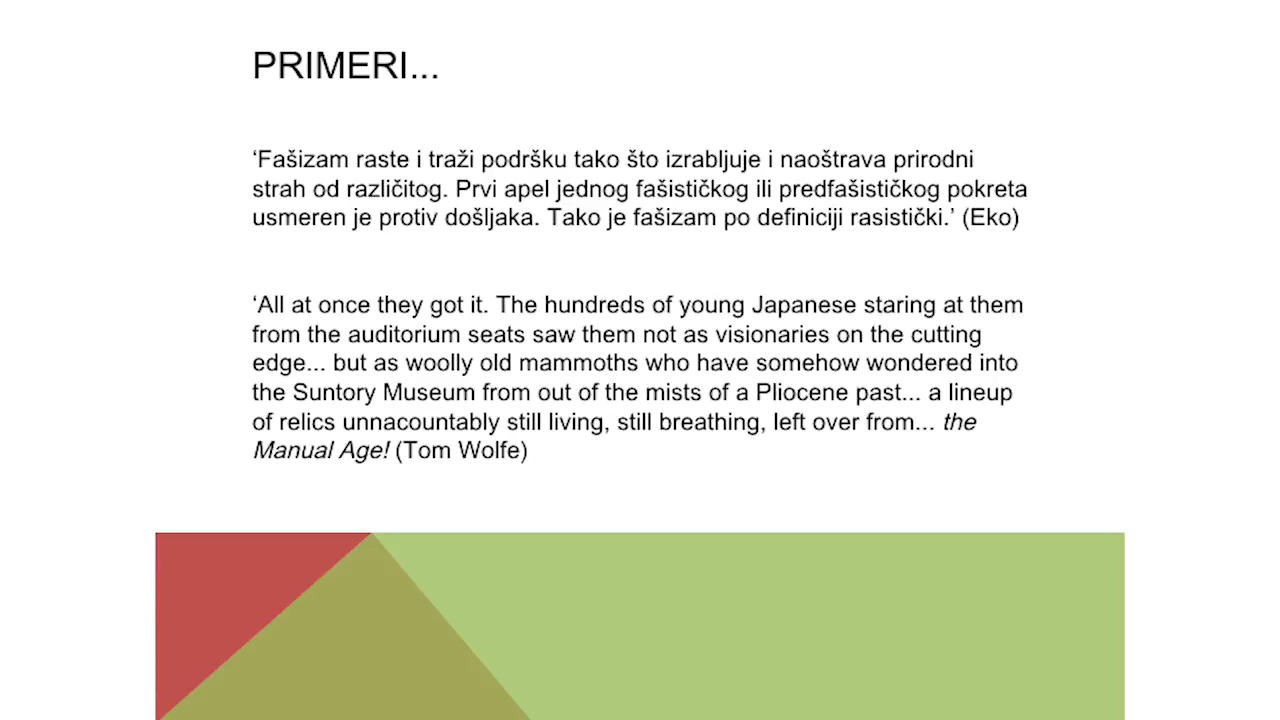 PRIMERI...
‘Fašizam raste i traži podršku tako što izrabljuje i naoštrava prirodni
strah od različitog. Prvi apel jednog fašističkog ili predfašističkog pokreta
usmeren je protiv došljaka. Tako je fašizam po definiciji rasistički.’ (Eko)
‘All at once they got it. The hundreds of young Japanese staring at them
from the auditorium seats saw them not as visionaries on the cutting
edge... but as woolly old mammoths who have somehow wondered into
the Suntory Museum from out of the mists of a Pliocene past... a lineup
of relics unnacountably still living, still breathing, left over from... the
Manual Age! (Tom Wolfe)